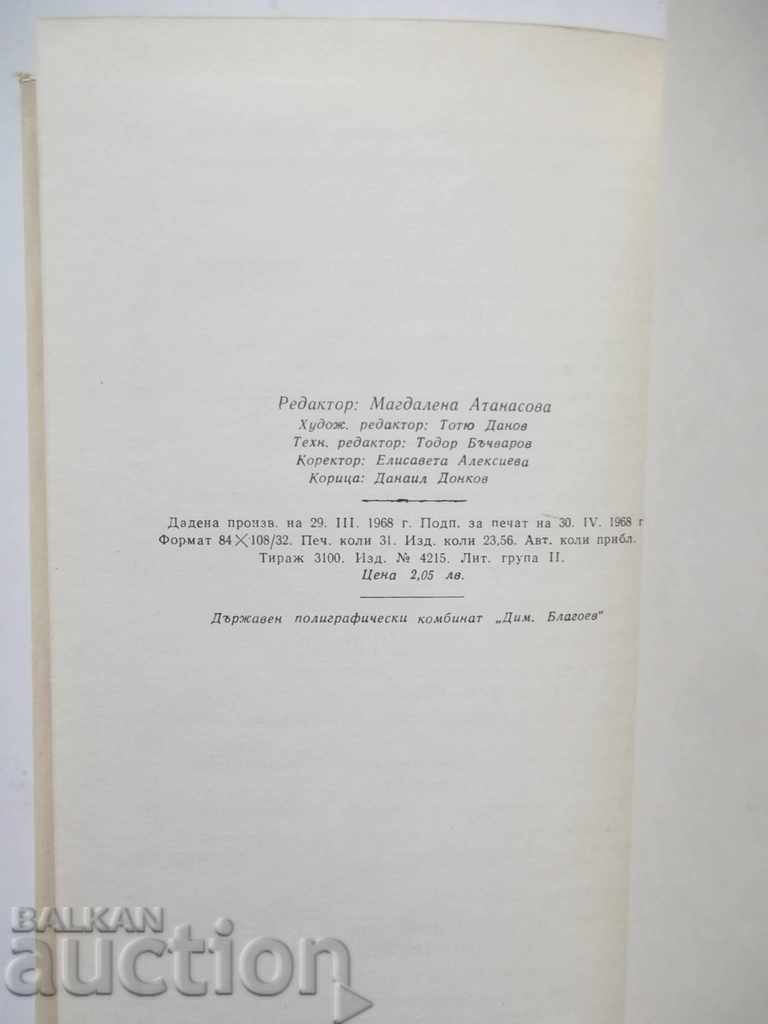 Редактор: Магдалена Атанасова
Худож. редактор: Тотю Данов
Техн. редактор: Тодор Бъчваров
Коректор: Елисавета Алексиева
Корица: Данаил Донков
Дадена произв. на 29. III. 1968 г. Подп. за печат на 30. IV. 1968 г
Формат 84×108/32. Печ. коли 31. Изд. коли 23,56. Авт. коли прибл.
Тираж 3100. Изд. № 4215. Лит. група II.
Цена 2,05 лв.
Държавен полиграфически комбинат „Дим. Благоев"
BALKAN
auction